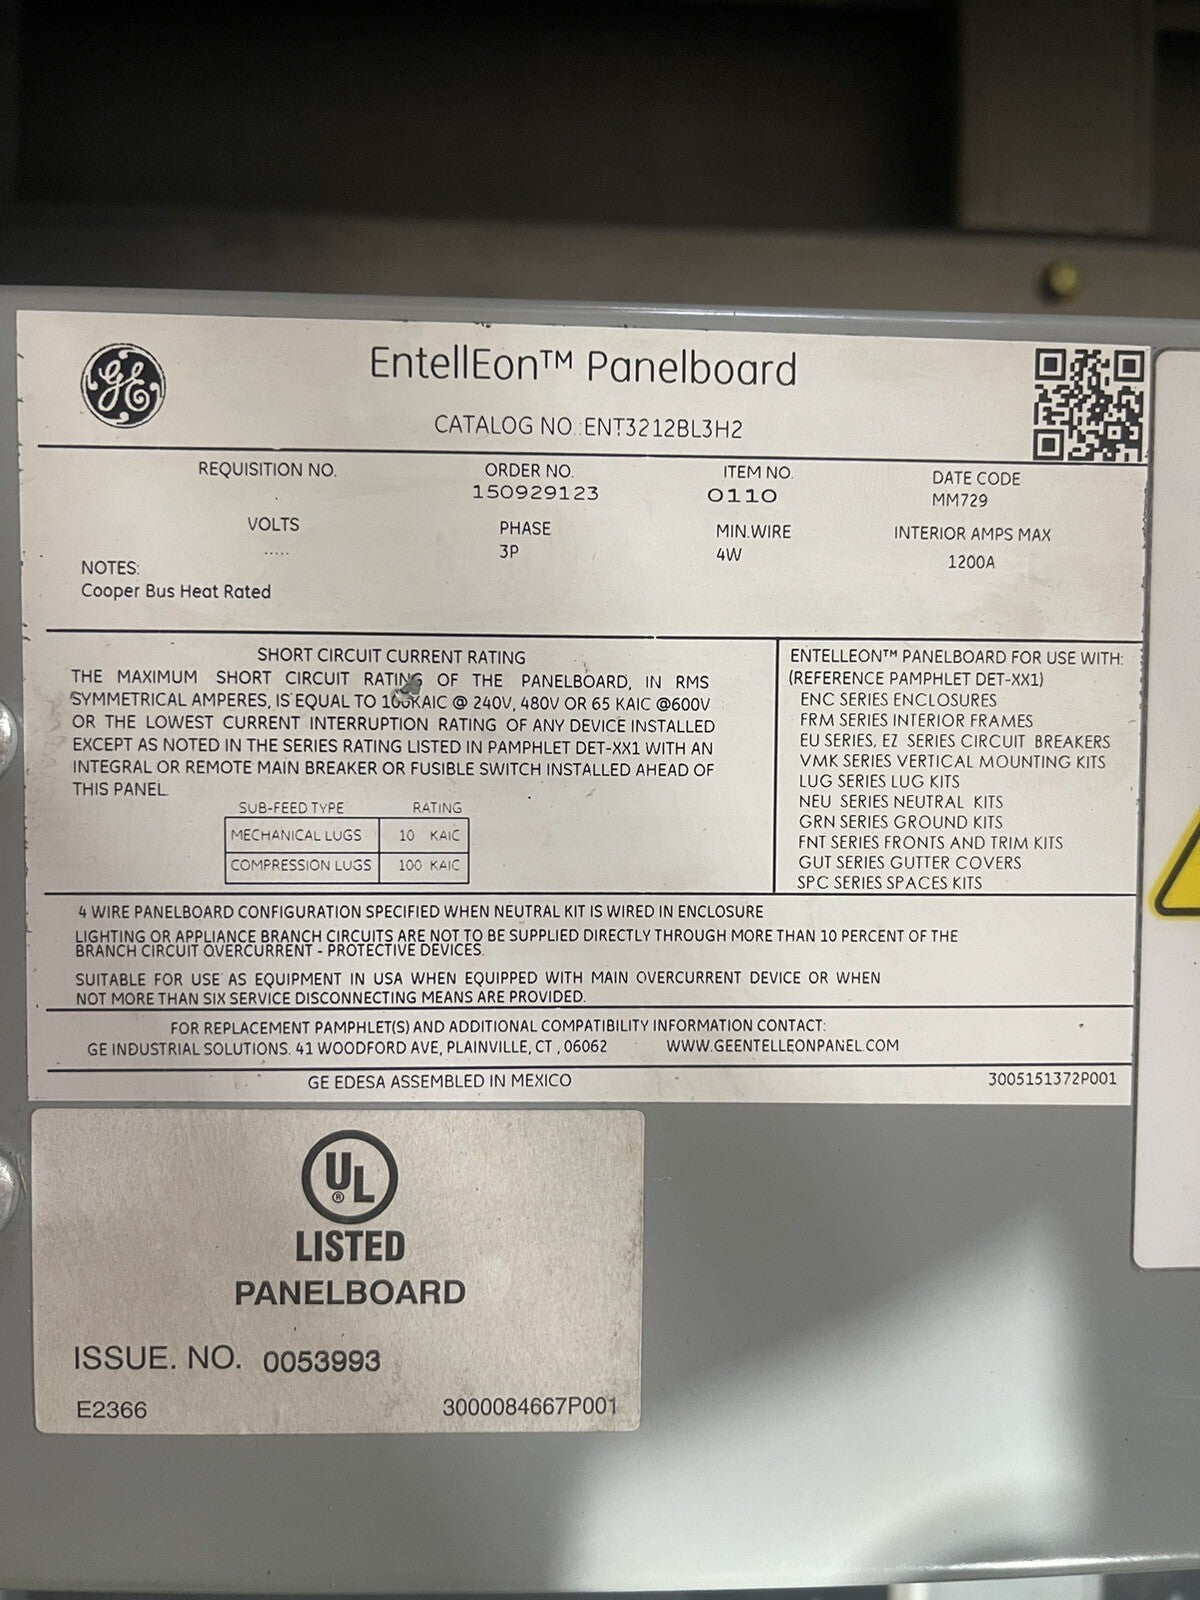 GE
EntellEon™ Panelboard
CATALOG NO.:ENT3212BL3H2
REQUISITION NO. ORDER NO. ITEM NO. DATE CODE
150929123 0110 MM729
VOLTS PHASE MIN.WIRE INTERIOR AMPS MAX
..... 3P 4W 1200A
NOTES:
Cooper Bus Heat Rated
SHORT CIRCUIT CURRENT RATING
THE MAXIMUM SHORT CIRCUIT RATING OF THE PANELBOARD, IN RMS
SYMMETRICAL AMPERES, IS EQUAL TO 100KAIC @ 240V, 480V OR 65 KAIC @600V
OR THE LOWEST CURRENT INTERRUPTION RATING OF ANY DEVICE INSTALLED
EXCEPT AS NOTED IN THE SERIES RATING LISTED IN PAMPHLET DET-XX1 WITH AN
INTEGRAL OR REMOTE MAIN BREAKER OR FUSIBLE SWITCH INSTALLED AHEAD OF
THIS PANEL.
SUB-FEED TYPE RATING
MECHANICAL LUGS 10 KAIC
COMPRESSION LUGS 100 KAIC
ENTELLEON™ PANELBOARD FOR USE WITH:
(REFERENCE PAMPHLET DET-XX1)
ENC SERIES ENCLOSURES
FRM SERIES INTERIOR FRAMES
EU SERIES, EZ SERIES CIRCUIT BREAKERS
VMK SERIES VERTICAL MOUNTING KITS
LUG SERIES LUG KITS
NEU SERIES NEUTRAL KITS
GRN SERIES GROUND KITS
FNT SERIES FRONTS AND TRIM KITS
GUT SERIES GUTTER COVERS
SPC SERIES SPACES KITS
4 WIRE PANELBOARD CONFIGURATION SPECIFIED WHEN NEUTRAL KIT IS WIRED IN ENCLOSURE
LIGHTING OR APPLIANCE BRANCH CIRCUITS ARE NOT TO BE SUPPLIED DIRECTLY THROUGH MORE THAN 10 PERCENT OF THE
BRANCH CIRCUIT OVERCURRENT - PROTECTIVE DEVICES.
SUITABLE FOR USE AS EQUIPMENT IN USA WHEN EQUIPPED WITH MAIN OVERCURRENT DEVICE OR WHEN
NOT MORE THAN SIX SERVICE DISCONNECTING MEANS ARE PROVIDED.
FOR REPLACEMENT PAMPHLET(S) AND ADDITIONAL COMPATIBILITY INFORMATION CONTACT:
GE INDUSTRIAL SOLUTIONS. 41 WOODFORD AVE, PLAINVILLE, CT , 06062 WWW.GEENTELLEONPANEL.COM
GE EDESA ASSEMBLED IN MEXICO 3005151372P001
UL ®
LISTED
PANELBOARD
ISSUE. NO. 0053993
E2366 3000084667P001